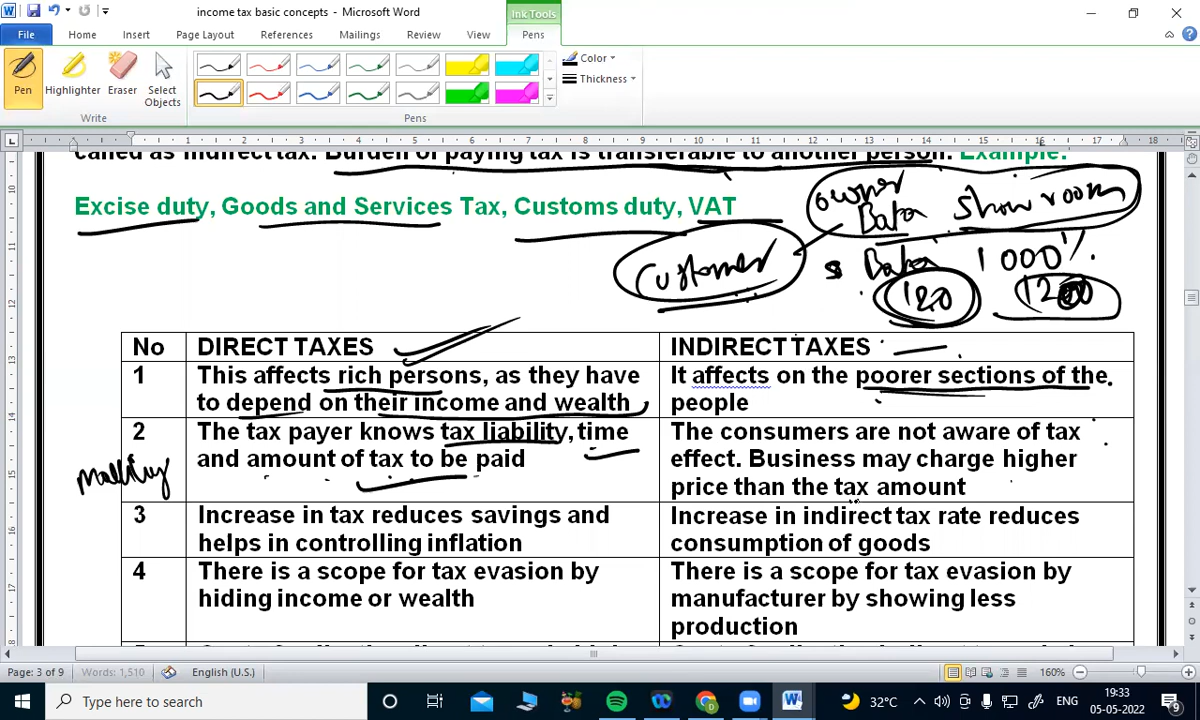 income tax basic concepts - Microsoft Word
Ink Tools
File Home Insert Page Layout References Mailings Review View Pens
Pen Highlighter Eraser Select Objects
Color
Thickness
Write Pens
called as indirect tax. Burden of paying tax is transferable to another person. Example:
Excise duty, Goods and Services Tax, Customs duty, VAT
owner
Bata Show room
Customer
Bata 1000/.
120 1200
No DIRECT TAXES INDIRECT TAXES
1 This affects rich persons, as they have
to depend on their income and wealth
It affects on the poorer sections of the
people
2 The tax payer knows tax liability, time
and amount of tax to be paid
The consumers are not aware of tax
effect. Business may charge higher
price than the tax amount
3 Increase in tax reduces savings and
helps in controlling inflation
Increase in indirect tax rate reduces
consumption of goods
4 There is a scope for tax evasion by
hiding income or wealth
There is a scope for tax evasion by
manufacturer by showing less
production
Page: 3 of 9 Words: 1,510 English (U.S.) 160%
Type here to search
32°C ENG 19:33
05-05-2022
9